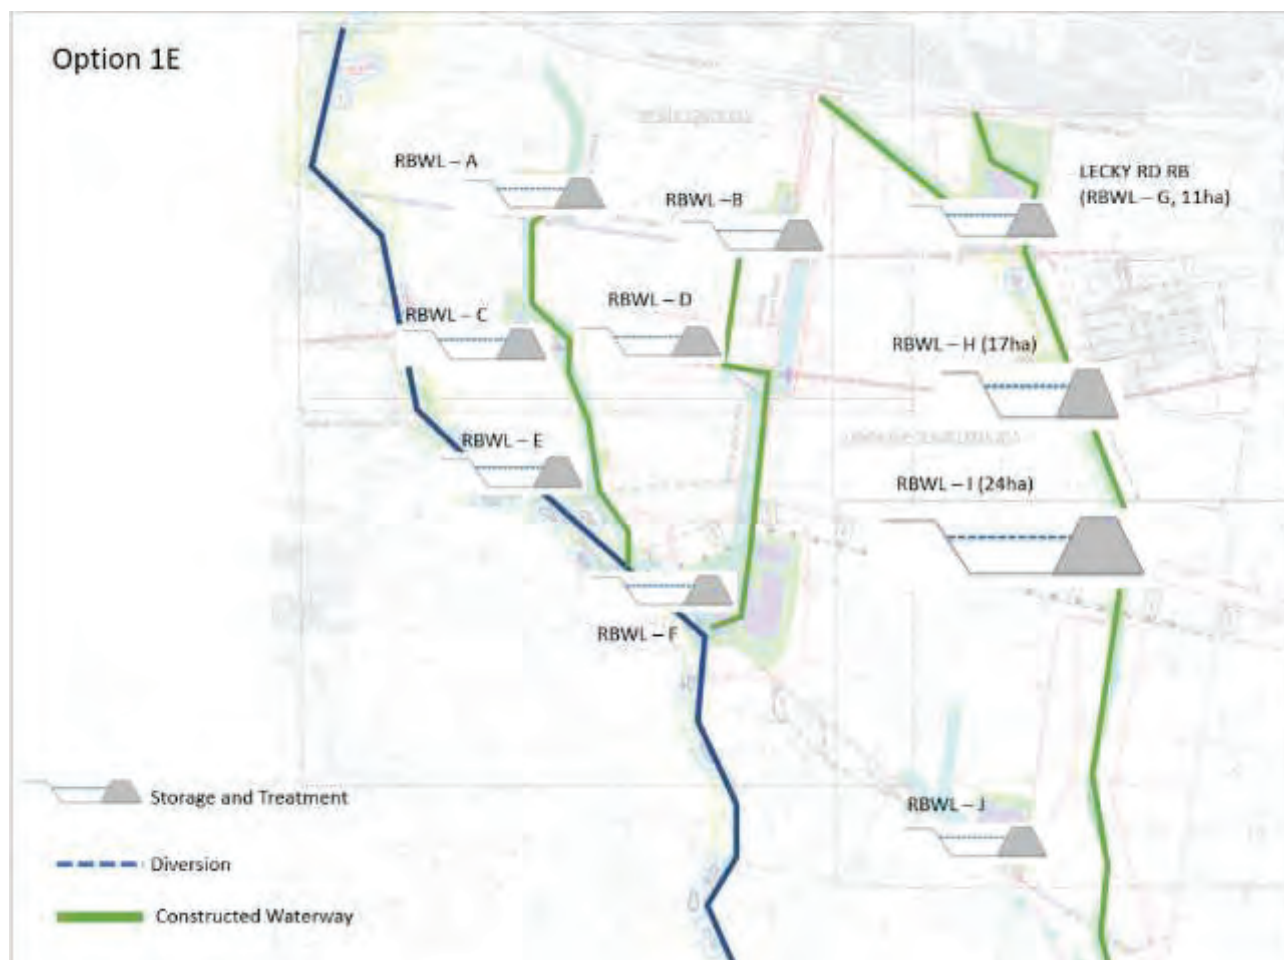 Option 1E
RBWL – A
RBWL –B
LECKY RD RB
(RBWL – G, 11ha)
RBWL – C
RBWL – D
RBWL – H (17ha)
RBWL – E
RBWL – I (24ha)
RBWL – F
RBWL – J
Storage and Treatment
Diversion
Constructed Waterway